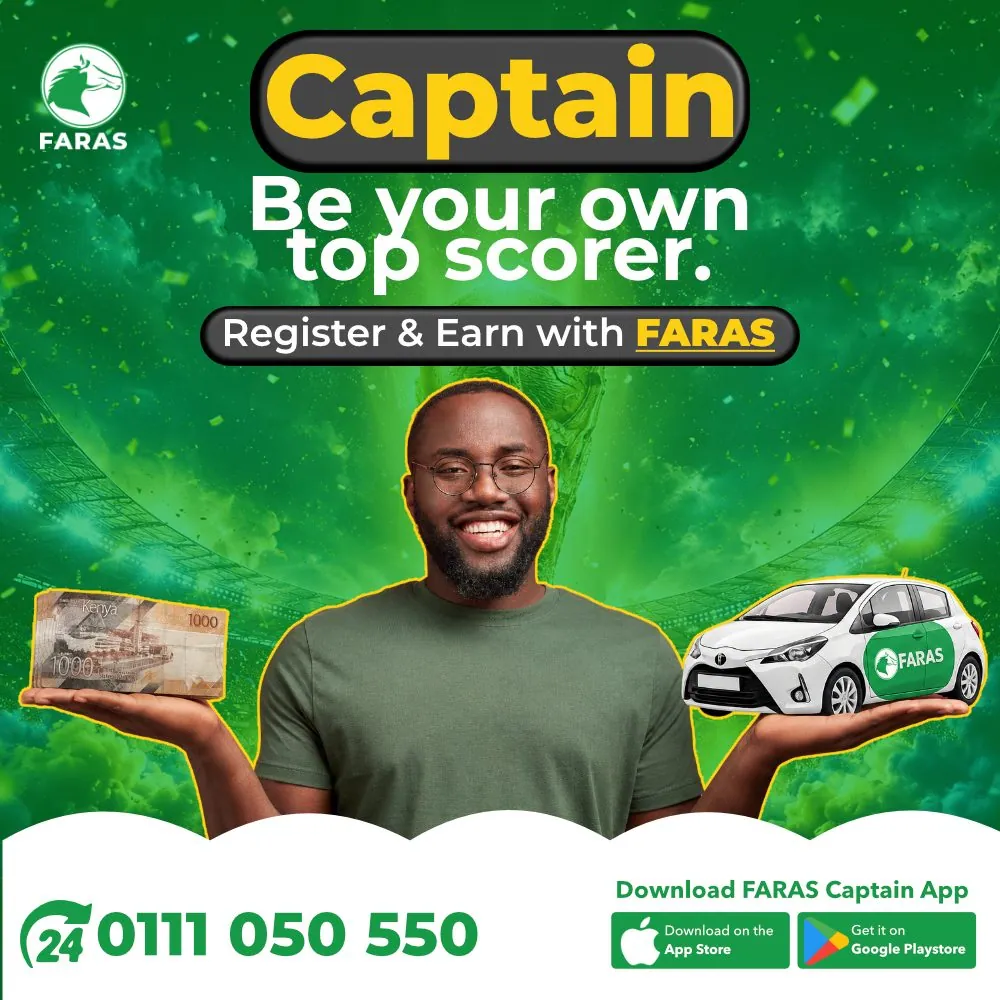 FARAS
Captain
Be your own
top scorer.
Register & Earn with FARAS
Kenya
1000
1000
FARAS
24 0111 050 550
Download FARAS Captain App
Download on the
App Store
Get it on
Google Playstore